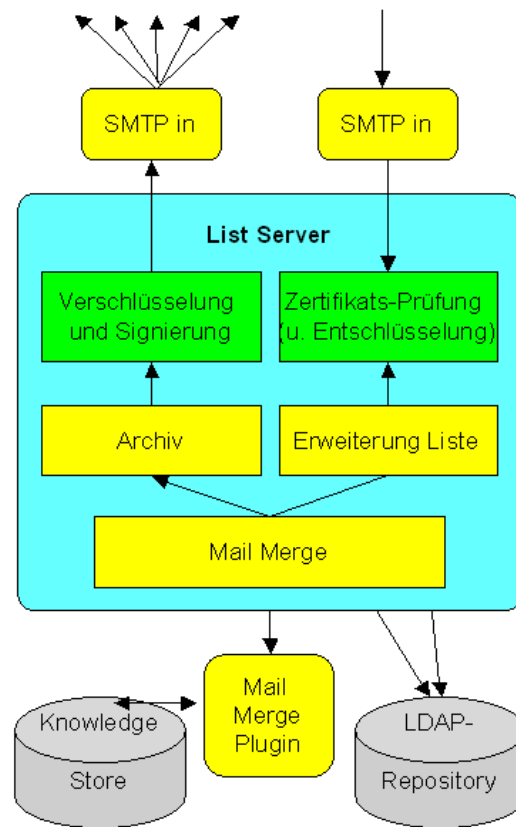 SMTP in
SMTP in
List Server
Verschlüsselung
und Signierung
Zertifikats-Prüfung
(u. Entschlüsselung)
Archiv
Erweiterung Liste
Mail Merge
Mail
Merge
Plugin
Knowledge
Store
LDAP-
Repository